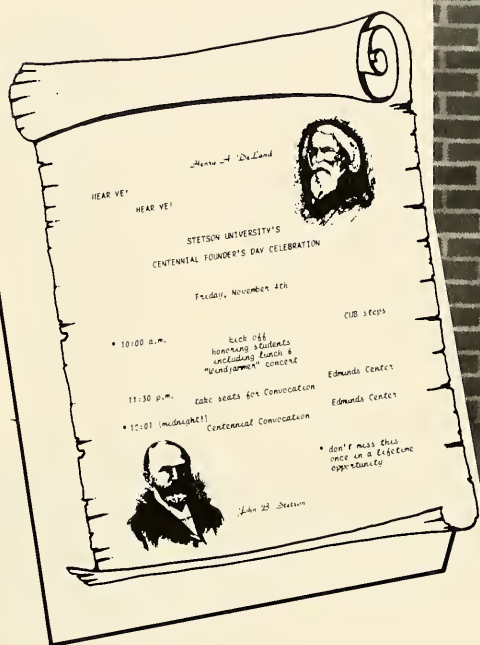 Henry A. DeLand
HEAR YE!
HEAR YE!
STETSON UNIVERSITY'S
CENTENNIAL FOUNDER'S DAY CELEBRATION
Friday, November 4th
CUB steps
• 10:00 a.m. kick off
honoring students
including lunch &
"Windjammer" concert
11:30 p.m. take seats for Convocation Edmunds Center
• 12:01 (midnight!) Centennial Convocation Edmunds Center
• don't miss this
once in a lifetime
opportunity
John B Stetson